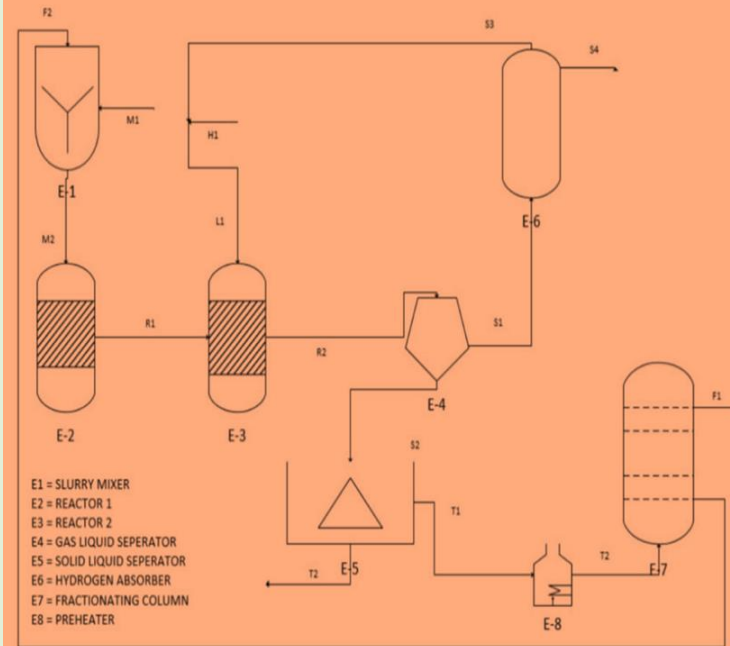 F2
S3
S4
M1
H1
E-1
L1
E-6
M2
R1
R2
S1
E-4
E-2
E-3
F1
S2
T1
E1 = SLURRY MIXER
E2 = REACTOR 1
E3 = REACTOR 2
E4 = GAS LIQUID SEPERATOR
E5 = SOLID LIQUID SEPERATOR
E6 = HYDROGEN ABSORBER
E7 = FRACTIONATING COLUMN
E8 = PREHEATER
T2
E-5
T2
E-7
E-8